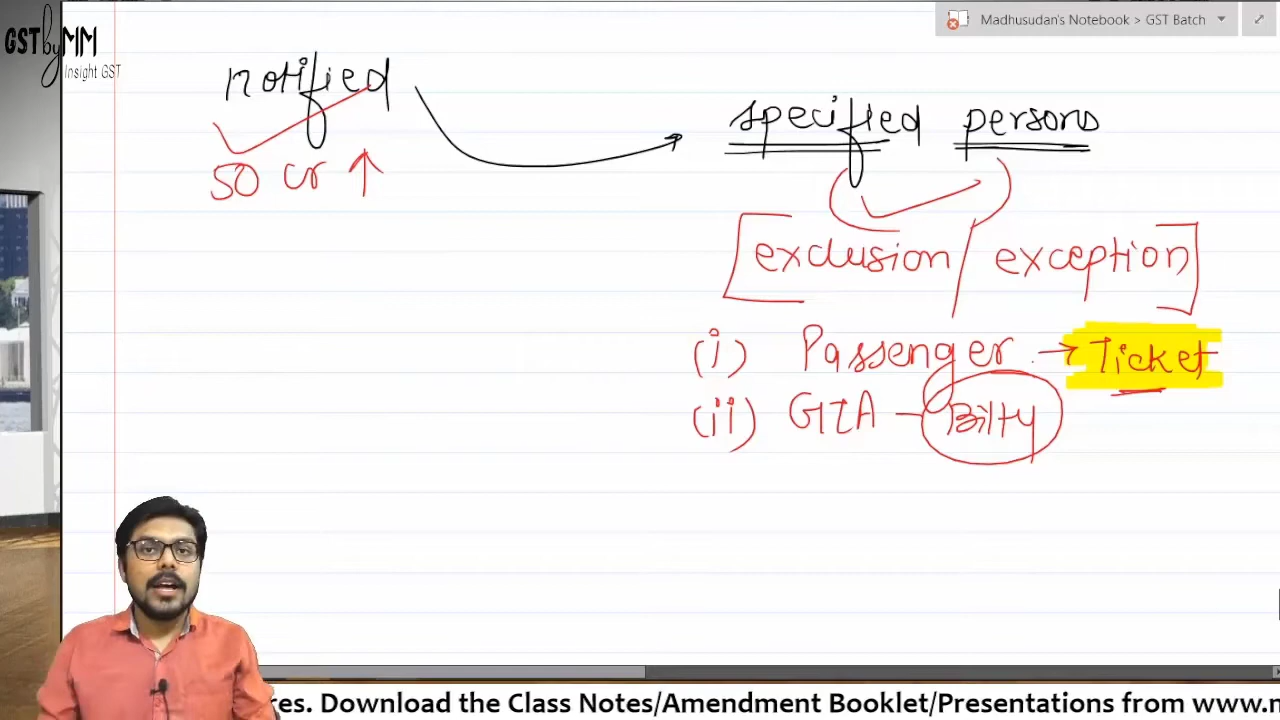 GST by MM
Insight GST
Madhusudan's Notebook > GST Batch
notified
50 cr ↑
specified persons
[exclusion / exception]
(i) Passenger → Ticket
(ii) GTA - Bilty
res. Download the Class Notes/Amendment Booklet/Presentations from www.